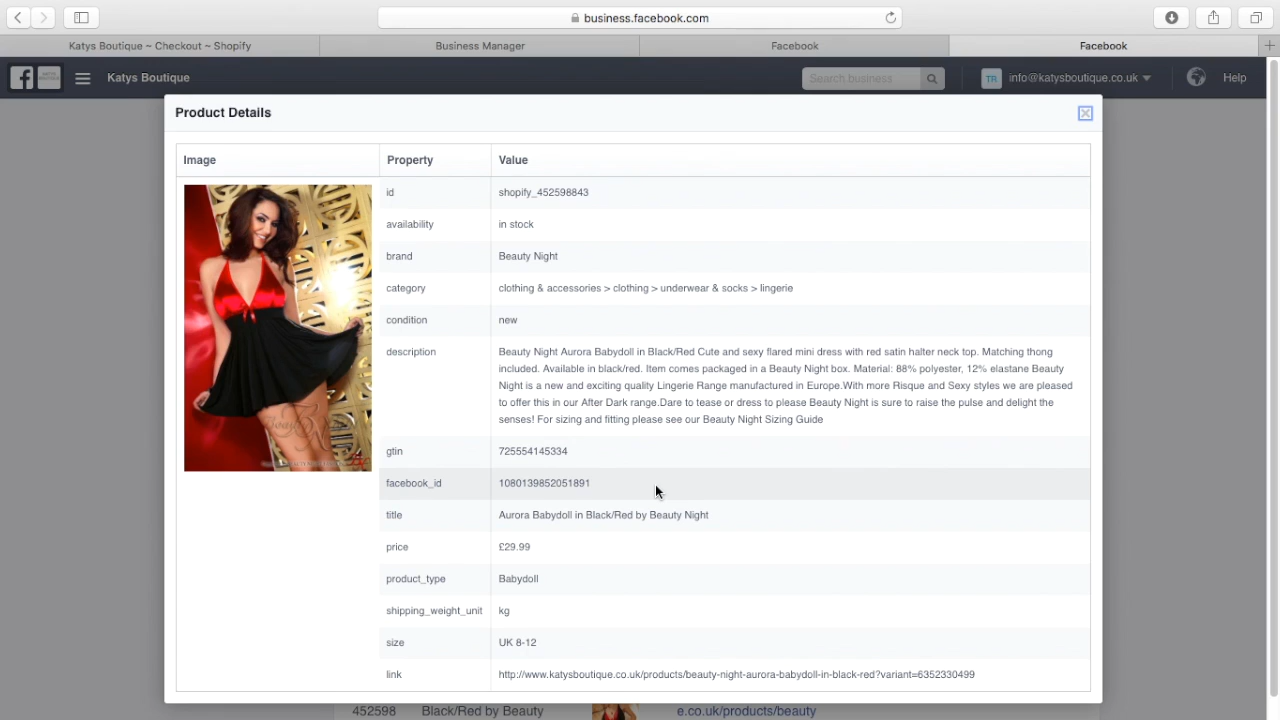 business.facebook.com
Katys Boutique ~ Checkout ~ Shopify
Business Manager
Facebook
Facebook
Katys Boutique
Search business
TR
info@katysboutique.co.uk
Help
Product Details
Image
Property
Value
id
shopify_452598843
availability
in stock
brand
Beauty Night
category
clothing & accessories > clothing > underwear & socks > lingerie
condition
new
description
Beauty Night Aurora Babydoll in Black/Red Cute and sexy flared mini dress with red satin halter neck top. Matching thong
included. Available in black/red. Item comes packaged in a Beauty Night box. Material: 88% polyester, 12% elastane Beauty
Night is a new and exciting quality Lingerie Range manufactured in Europe.With more Risque and Sexy styles we are pleased
to offer this in our After Dark range.Dare to tease or dress to please Beauty Night is sure to raise the pulse and delight the
senses! For sizing and fitting please see our Beauty Night Sizing Guide
gtin
725554145334
facebook_id
1080139852051891
title
Aurora Babydoll in Black/Red by Beauty Night
price
£29.99
product_type
Babydoll
shipping_weight_unit
kg
size
UK 8-12
link
http://www.katysboutique.co.uk/products/beauty-night-aurora-babydoll-in-black-red?variant=6352330499
452598
Black/Red by Beauty
e.co.uk/products/beauty